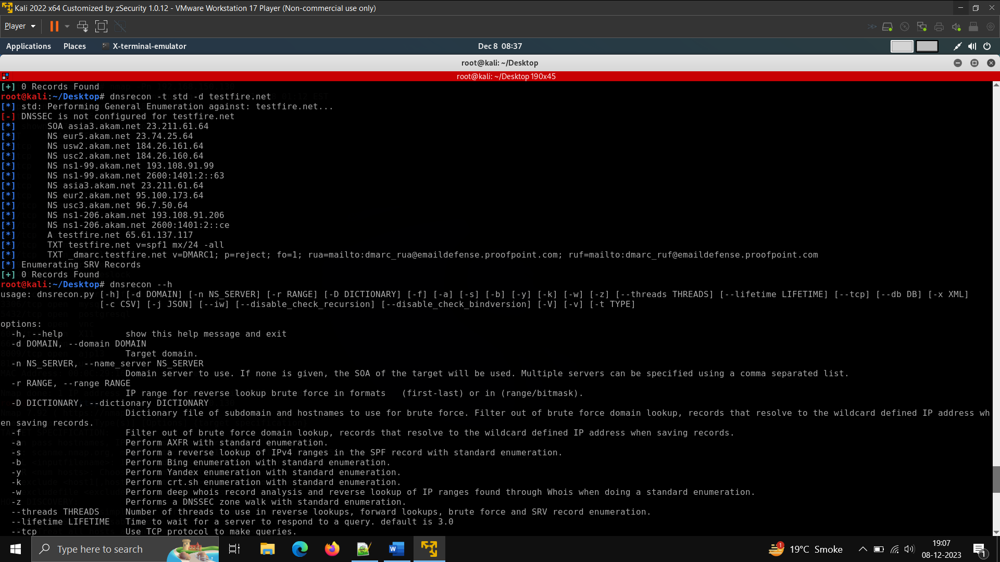 Kali 2022 x64 Customized by zSecurity 1.0.12 - VMware Workstation 17 Player (Non-commercial use only)
Player
Applications Places X-terminal-emulator Dec 8 08:37
root@kali: ~/Desktop
root@kali: ~/Desktop 190x45
[+] 0 Records Found
root@kali:~/Desktop# dnsrecon -t std -d testfire.net
[*] std: Performing General Enumeration against: testfire.net...
[-] DNSSEC is not configured for testfire.net
[*] SOA asia3.akam.net 23.211.61.64
[*] NS eur5.akam.net 23.74.25.64
[*] NS usw2.akam.net 184.26.161.64
[*] NS usc2.akam.net 184.26.160.64
[*] NS ns1-99.akam.net 193.108.91.99
[*] NS ns1-99.akam.net 2600:1401:2::63
[*] NS asia3.akam.net 23.211.61.64
[*] NS eur2.akam.net 95.100.173.64
[*] NS usc3.akam.net 96.7.50.64
[*] NS ns1-206.akam.net 193.108.91.206
[*] NS ns1-206.akam.net 2600:1401:2::ce
[*] A testfire.net 65.61.137.117
[*] TXT testfire.net v=spf1 mx/24 -all
[*] TXT _dmarc.testfire.net v=DMARC1; p=reject; fo=1; rua=mailto:dmarc_rua@emaildefense.proofpoint.com; ruf=mailto:dmarc_ruf@emaildefense.proofpoint.com
[*] Enumerating SRV Records
[+] 0 Records Found
root@kali:~/Desktop# dnsrecon --h
usage: dnsrecon.py [-h] [-d DOMAIN] [-n NS_SERVER] [-r RANGE] [-D DICTIONARY] [-f] [-a] [-s] [-b] [-y] [-k] [-w] [-z] [--threads THREADS] [--lifetime LIFETIME] [--tcp] [--db DB] [-x XML]
[-c CSV] [-j JSON] [--iw] [--disable_check_recursion] [--disable_check_bindversion] [-V] [-v] [-t TYPE]
options:
-h, --help show this help message and exit
-d DOMAIN, --domain DOMAIN
Target domain.
-n NS_SERVER, --name_server NS_SERVER
Domain server to use. If none is given, the SOA of the target will be used. Multiple servers can be specified using a comma separated list.
-r RANGE, --range RANGE
IP range for reverse lookup brute force in formats (first-last) or in (range/bitmask).
-D DICTIONARY, --dictionary DICTIONARY
Dictionary file of subdomain and hostnames to use for brute force. Filter out of brute force domain lookup, records that resolve to the wildcard defined IP address wh
en saving records.
-f Filter out of brute force domain lookup, records that resolve to the wildcard defined IP address when saving records.
-a Perform AXFR with standard enumeration.
-s Perform a reverse lookup of IPv4 ranges in the SPF record with standard enumeration.
-b Perform Bing enumeration with standard enumeration.
-y Perform Yandex enumeration with standard enumeration.
-k Perform crt.sh enumeration with standard enumeration.
-w Perform deep whois record analysis and reverse lookup of IP ranges found through Whois when doing a standard enumeration.
-z Performs a DNSSEC zone walk with standard enumeration.
--threads THREADS Number of threads to use in reverse lookups, forward lookups, brute force and SRV record enumeration.
--lifetime LIFETIME Time to wait for a server to respond to a query. default is 3.0
--tcp Use TCP protocol to make queries.
Type here to search
1
19°C Smoke
19:07
08-12-2023
1